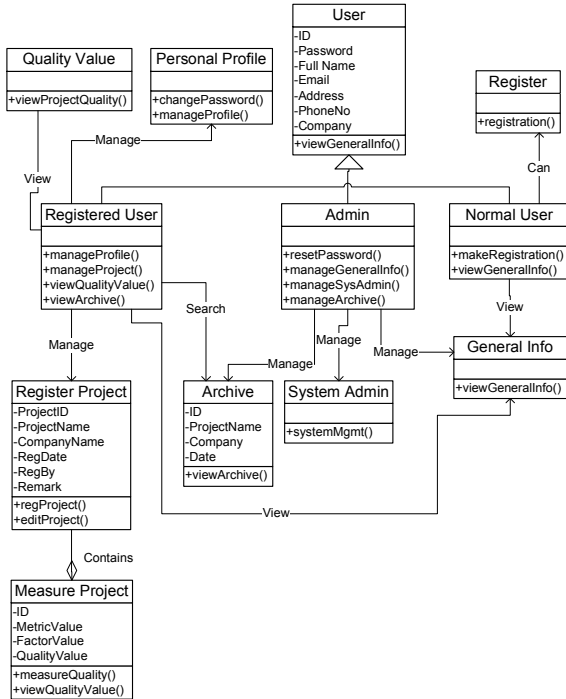 User
-ID
-Password
-Full Name
-Email
-Address
-PhoneNo
-Company
+viewGeneralInfo()
Quality Value
+viewProjectQuality()
Personal Profile
+changePassword()
+manageProfile()
Register
+registration()
Manage
View
Can
Registered User
+manageProfile()
+manageProject()
+viewQualityValue()
+viewArchive()
Admin
+resetPassword()
+manageGeneralInfo()
+manageSysAdmin()
+manageArchive()
Normal User
+makeRegistration()
+viewGeneralInfo()
Search
View
Manage
Manage
Manage
Manage
General Info
+viewGeneralInfo()
Register Project
-ProjectID
-ProjectName
-CompanyName
-RegDate
-RegBy
-Remark
+regProject()
+editProject()
Archive
-ID
-ProjectName
-Company
-Date
+viewArchive()
System Admin
+systemMgmt()
View
Contains
Measure Project
-ID
-MetricValue
-FactorValue
-QualityValue
+measureQuality()
+viewQualityValue()